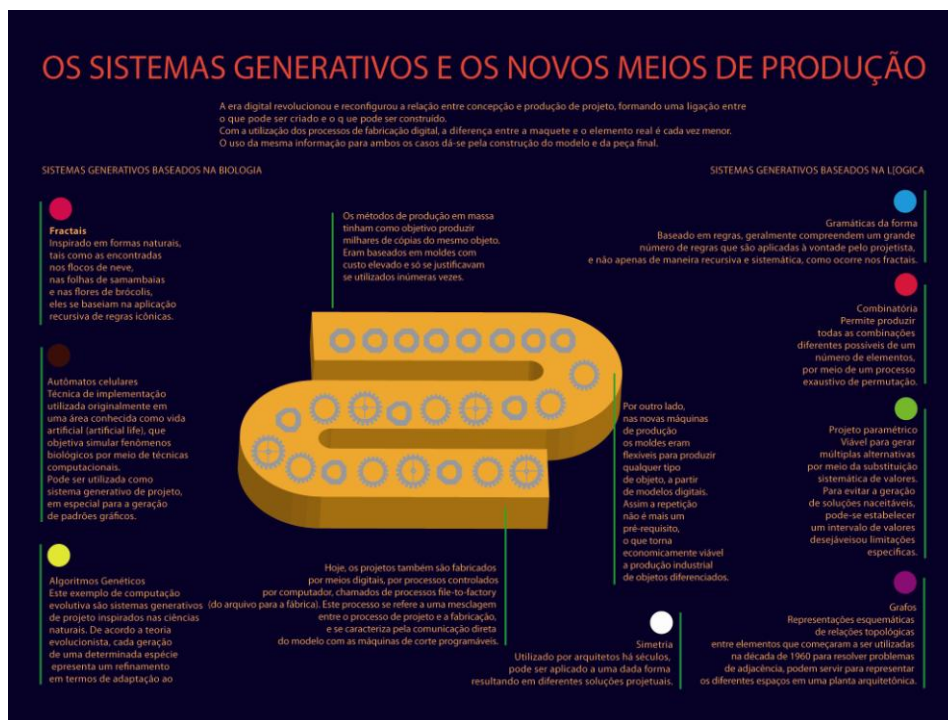 OS SISTEMAS GENERATIVOS E OS NOVOS MEIOS DE PRODUÇÃO
A era digital revolucionou e reconfigurou a relação entre concepção e produção de projeto, formando uma ligação entre
o que pode ser criado e o q ue pode ser construído.
Com a utilização dos processos de fabricação digital, a diferença entre a maquete e o elemento real é cada vez menor.
O uso da mesma informação para ambos os casos dá-se pela construção do modelo e da peça final.
SISTEMAS GENERATIVOS BASEADOS NA BIOLOGIA
Fractais
Inspirado em formas naturais,
tais como as encontradas
nos flocos de neve,
nas folhas de samambaias
e nas flores de brócolis,
eles se baseiam na aplicação
recursiva de regras icônicas.
Autômatos celulares
Técnica de implementação
utilizada originalmente em
uma área conhecida como vida
artificial (artificial life), que
objetiva simular fenômenos
biológicos por meio de técnicas
computacionais.
Pode ser utilizada como
sistema generativo de projeto,
em especial para a geração
de padrões gráficos.
Algoritmos Genéticos
Este exemplo de computação
evolutiva são sistemas generativos
de projeto inspirados nas ciências
naturais. De acordo a teoria
evolucionista, cada geração
de uma determinada espécie
epresenta um refinamento
em termos de adaptação ao
Os métodos de produção em massa
tinham como objetivo produzir
milhares de cópias do mesmo objeto.
Eram baseados em moldes com
custo elevado e só se justificavam
se utilizados inúmeras vezes.
Por outro lado,
nas novas máquinas
de produção
os moldes eram
flexíveis para produzir
qualquer tipo
de objeto, a partir
de modelos digitais.
Assim a repetição
não é mais um
pré-requisito,
o que torna
economicamente viável
a produção industrial
de objetos diferenciados.
Hoje, os projetos também são fabricados
por meios digitais, por processos controlados
por computador, chamados de processos file-to-factory
(do arquivo para a fábrica). Este processo se refere a uma mesclagem
entre o processo de projeto e a fabricação,
e se caracteriza pela comunicação direta
do modelo com as máquinas de corte programáveis.
SISTEMAS GENERATIVOS BASEADOS NA L[OGICA
Gramáticas da forma
Baseado em regras, geralmente compreendem um grande
número de regras que são aplicadas à vontade pelo projetista,
e não apenas de maneira recursiva e sistemática, como ocorre nos fractais.
Combinatória
Permite produzir
todas as combinações
diferentes possíveis de um
número de elementos,
por meio de um processo
exaustivo de permutação.
Projeto paramétrico
Viável para gerar
múltiplas alternativas
por meio da substituição
sistemática de valores.
Para evitar a geração
de soluções naceitáveis,
pode-se estabelecer
um intervalo de valores
desejáveisou limitações
específicas.
Grafos
Representações esquemáticas
de relações topológicas
entre elementos que começaram a ser utilizadas
na década de 1960 para resolver problemas
de adjacência, podem servir para representar
os diferentes espaços em uma planta arquitetônica.
Simetria
Utilizado por arquitetos há séculos,
pode ser aplicado a uma dada forma
resultando em diferentes soluções projetuais.